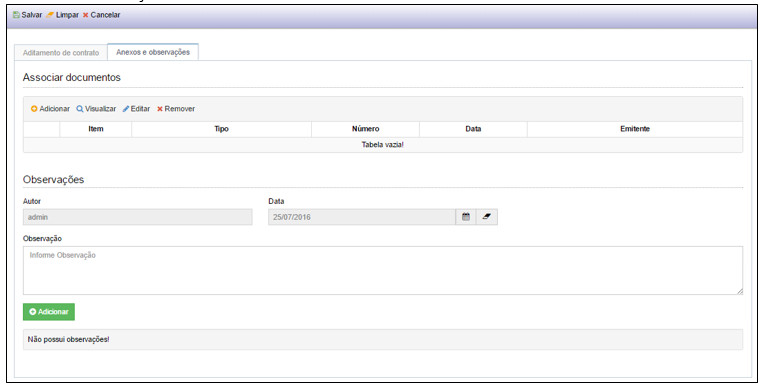 Salvar Limpar Cancelar
Aditamento de contrato Anexos e observações
Associar documentos
Adicionar Visualizar Editar Remover
Item Tipo Número Data Emitente
Tabela vazia!
Observações
Autor Data
admin 25/07/2016
Observação
Informe Observação
Adicionar
Não possui observações!